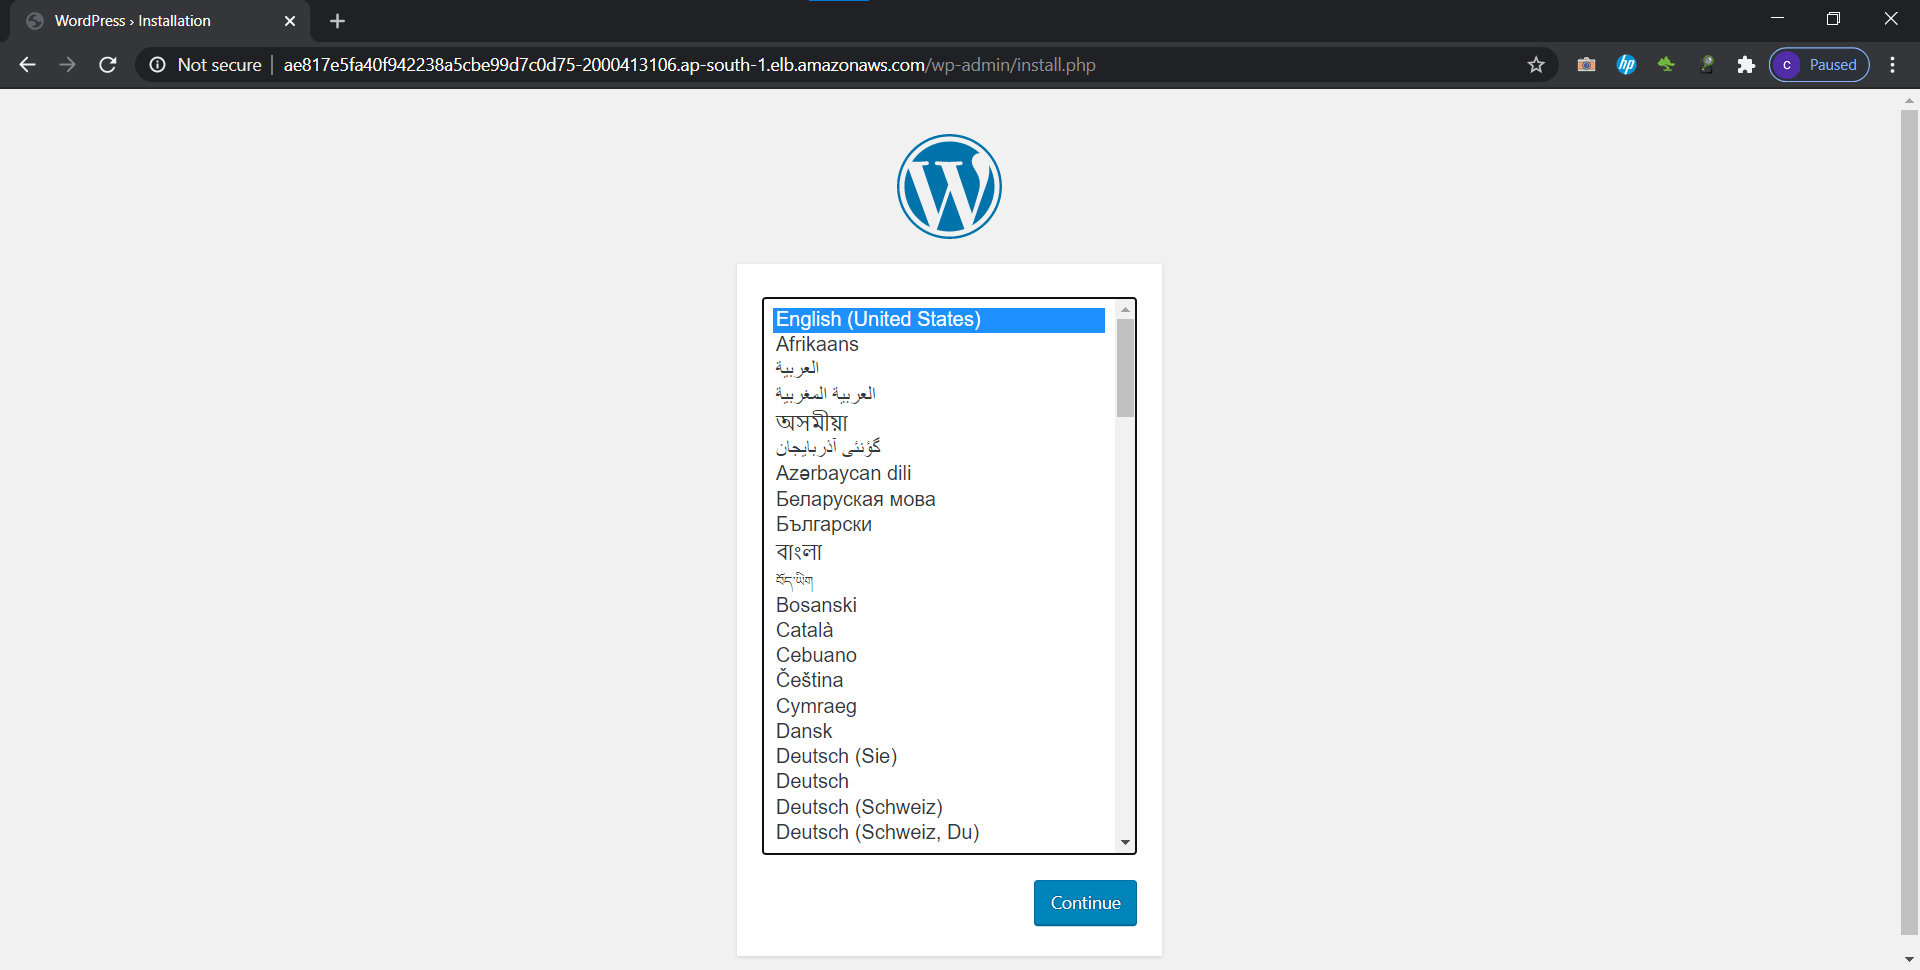 WordPress › Installation
Not secure
ae817e5fa40f942238a5cbe99d7c0d75-2000413106.ap-south-1.elb.amazonaws.com/wp-admin/install.php
hp
c Paused
W
English (United States)
Afrikaans
العربية
العربية المغربية
অসমীয়া
گؤنئی آذربایجان
Azərbaycan dili
Беларуская мова
Български
বাংলা
བོད་ཡིག
Bosanski
Català
Cebuano
Čeština
Cymraeg
Dansk
Deutsch (Sie)
Deutsch
Deutsch (Schweiz)
Deutsch (Schweiz, Du)
Continue